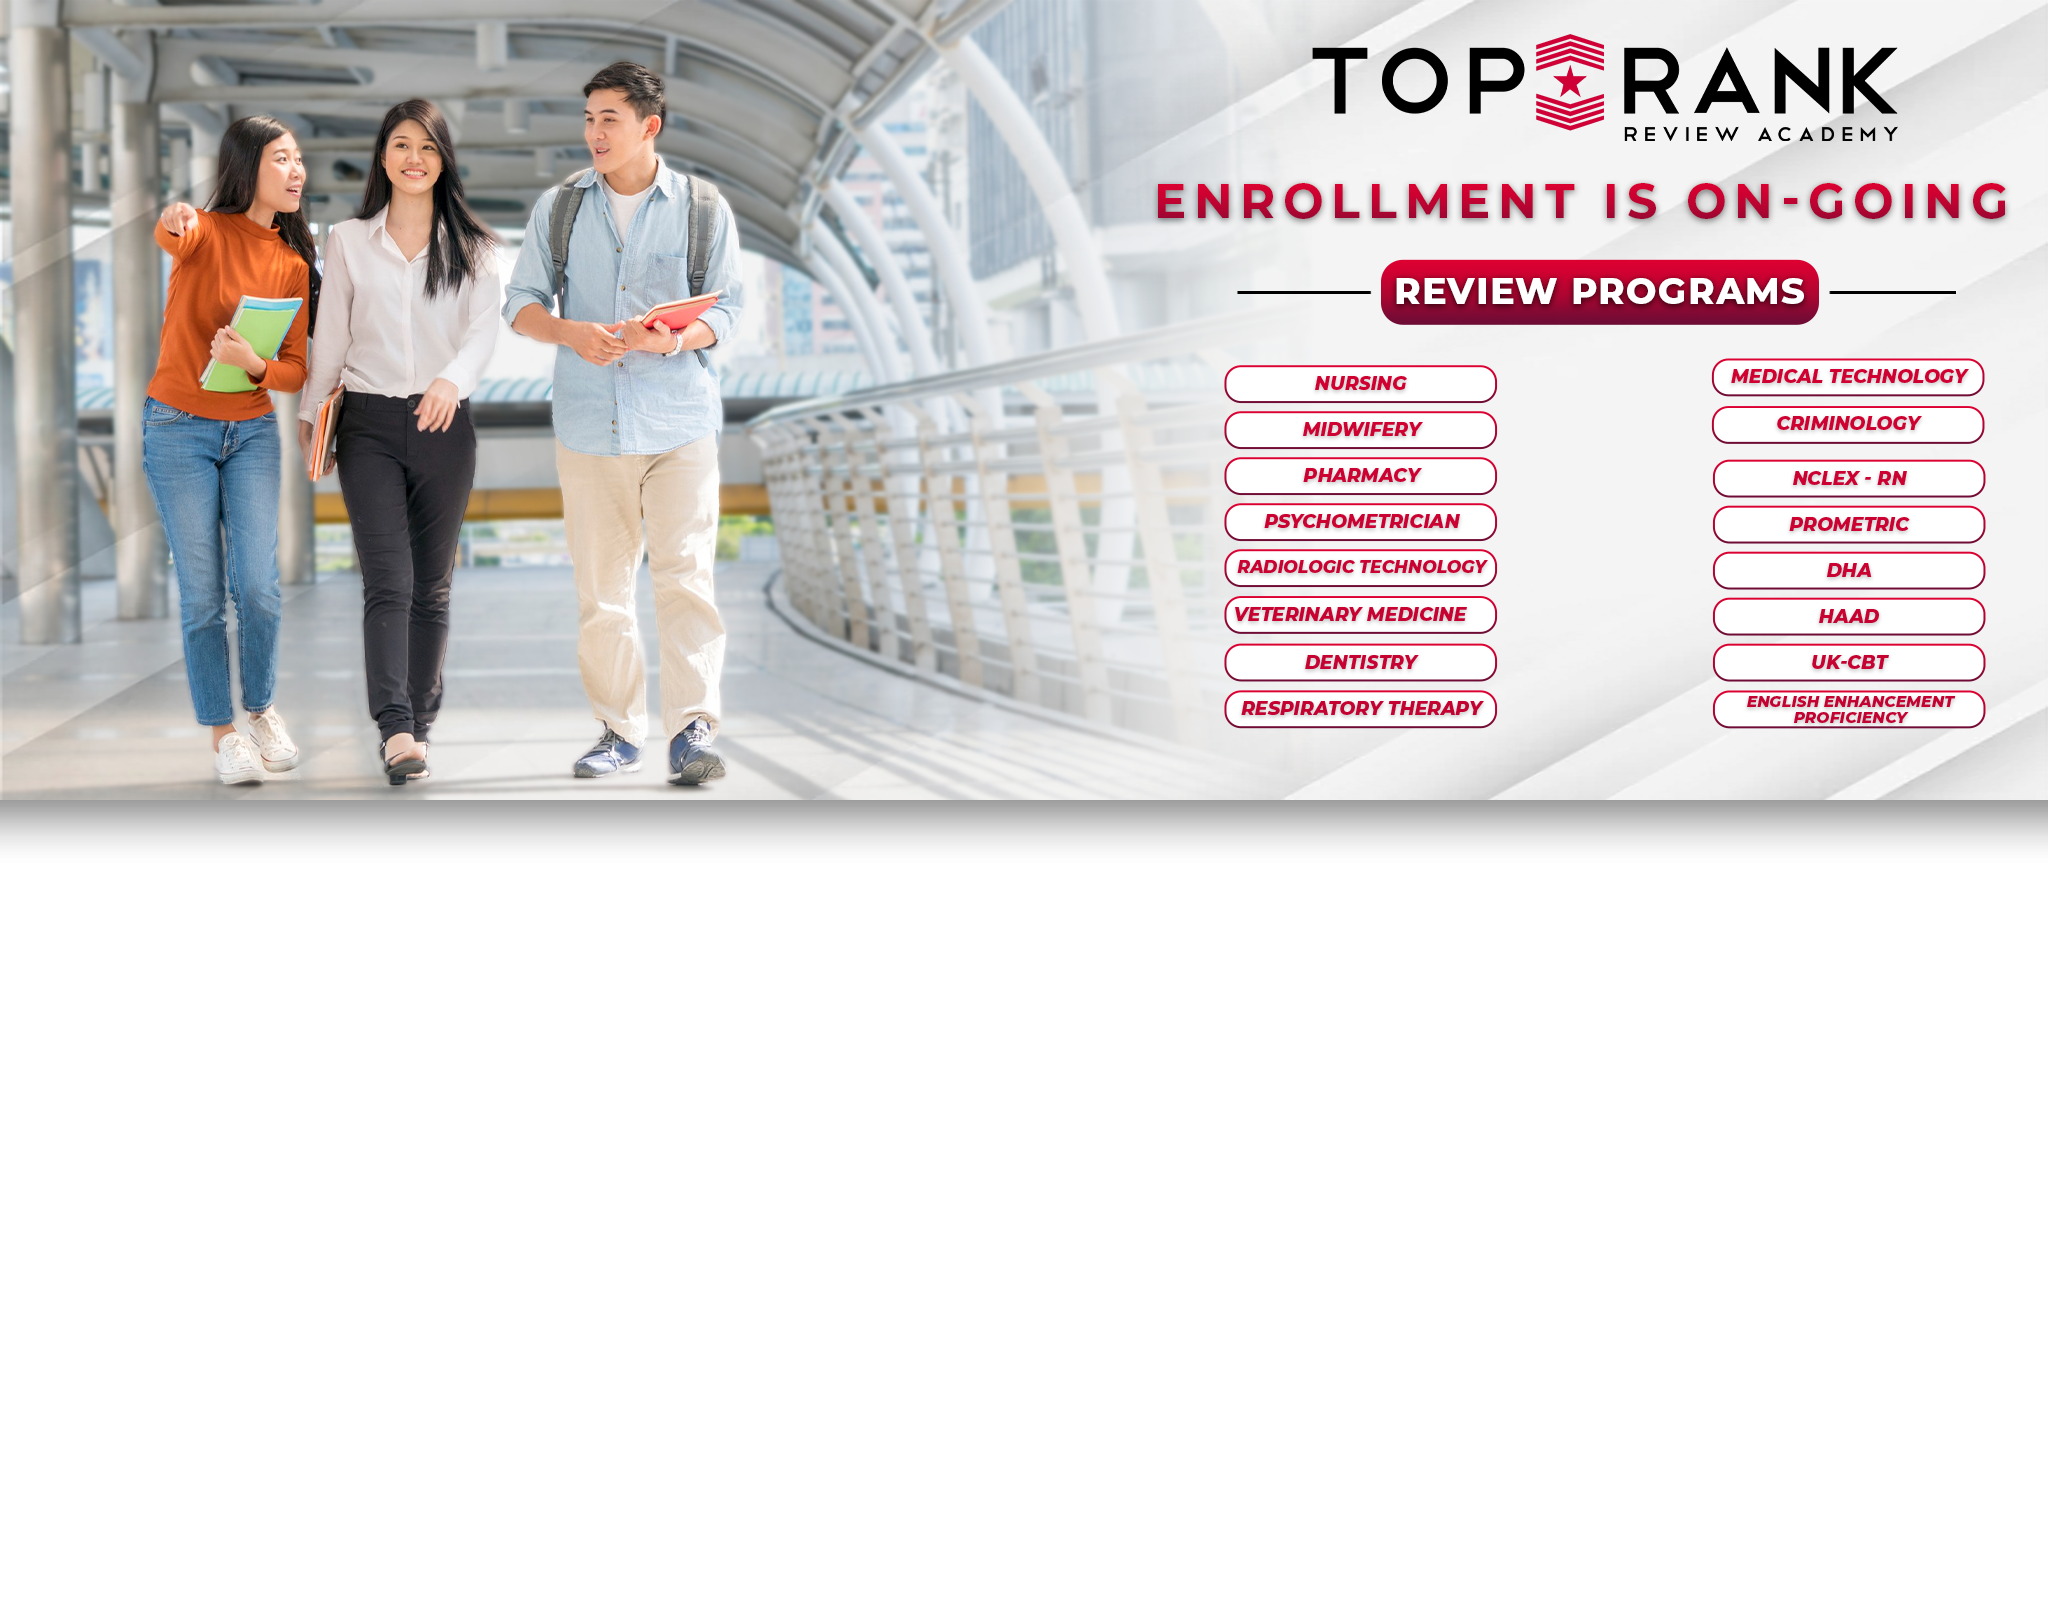 TOP RANK
REVIEW ACADEMY
ENROLLMENT IS ON-GOING
REVIEW PROGRAMS
NURSING
MIDWIFERY
PHARMACY
PSYCHOMETRICIAN
RADIOLOGIC TECHNOLOGY
VETERINARY MEDICINE
DENTISTRY
RESPIRATORY THERAPY
MEDICAL TECHNOLOGY
CRIMINOLOGY
NCLEX - RN
PROMETRIC
DHA
HAAD
UK-CBT
ENGLISH ENHANCEMENT
PROFICIENCY